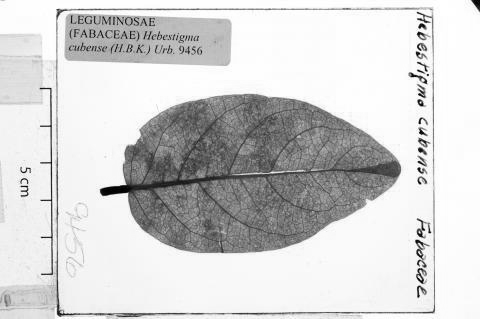 LEGUMINOSAE
(FABACEAE) Hebestigma
cubense (H.B.K.) Urb. 9456
Hebestigma cubense Fabaceae
5 cm
9456